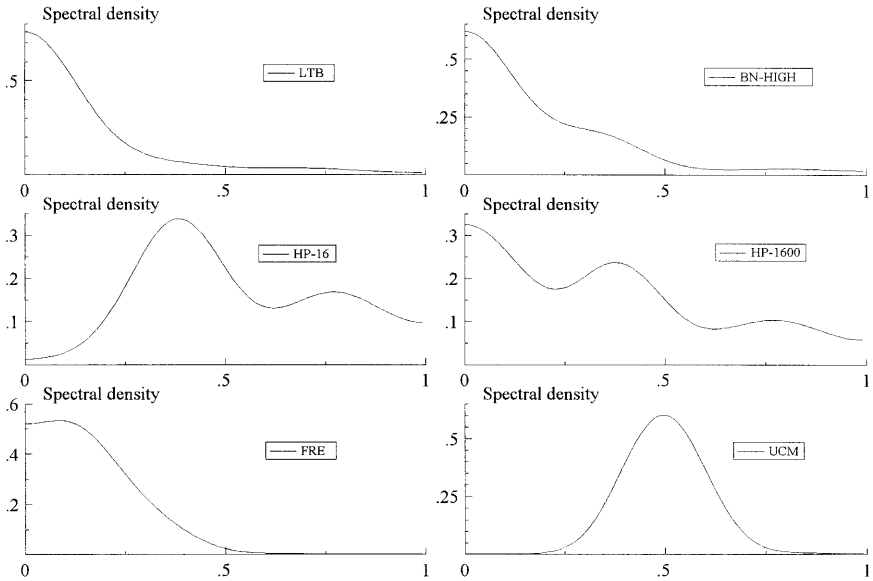 Spectral density Spectral density
.5 LTB .5 BN-HIGH
.25
0 .5 1 0 .5 1
Spectral density Spectral density
.3 HP-16 .3 HP-1600
.2 .2
.1 .1
0 .5 1 0 .5 1
Spectral density Spectral density
.6
.4 FRE .5 UCM
.2 .25
0 .5 1 0 .5 1